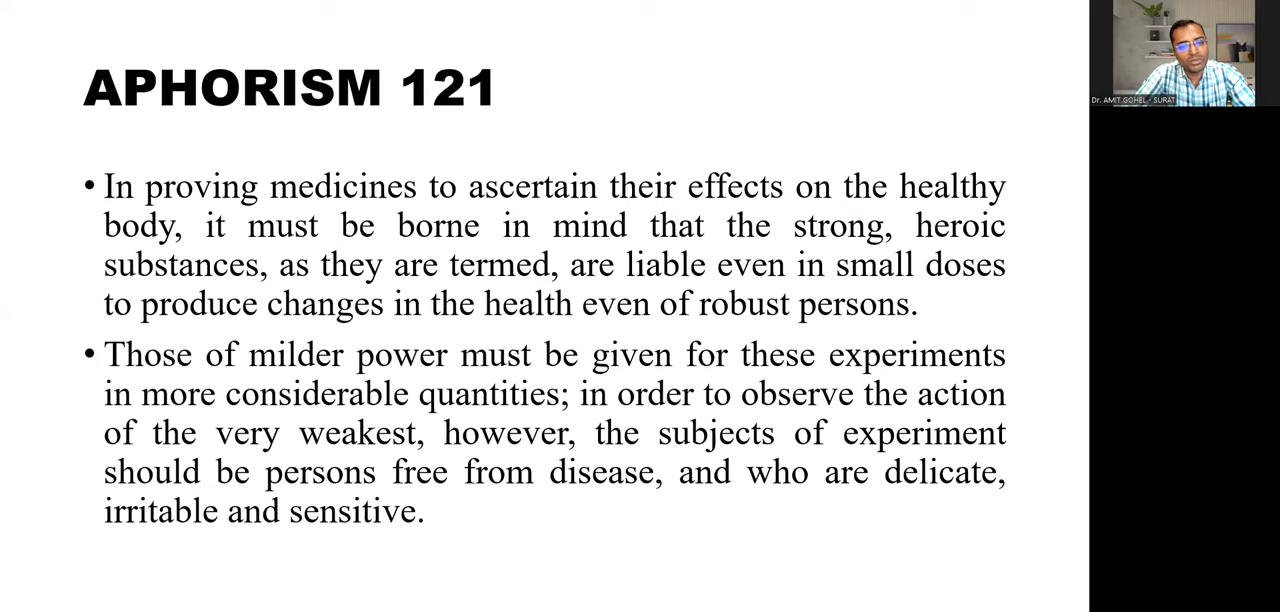 APHORISM 121
• In proving medicines to ascertain their effects on the healthy
body, it must be borne in mind that the strong, heroic
substances, as they are termed, are liable even in small doses
to produce changes in the health even of robust persons.
• Those of milder power must be given for these experiments
in more considerable quantities; in order to observe the action
of the very weakest, however, the subjects of experiment
should be persons free from disease, and who are delicate,
irritable and sensitive.
Dr. AMIT GOHEL - SURAT